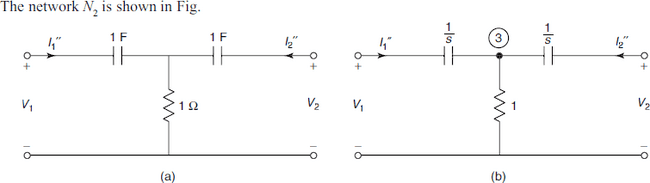 The network N₂ is shown in Fig.
I₁″ 1 F 1 F I₂″
+ +
V₁ 1 Ω V₂
– –
(a)
I₁″ 1/s 3 1/s I₂″
+ +
V₁ 1 V₂
– –
(b)